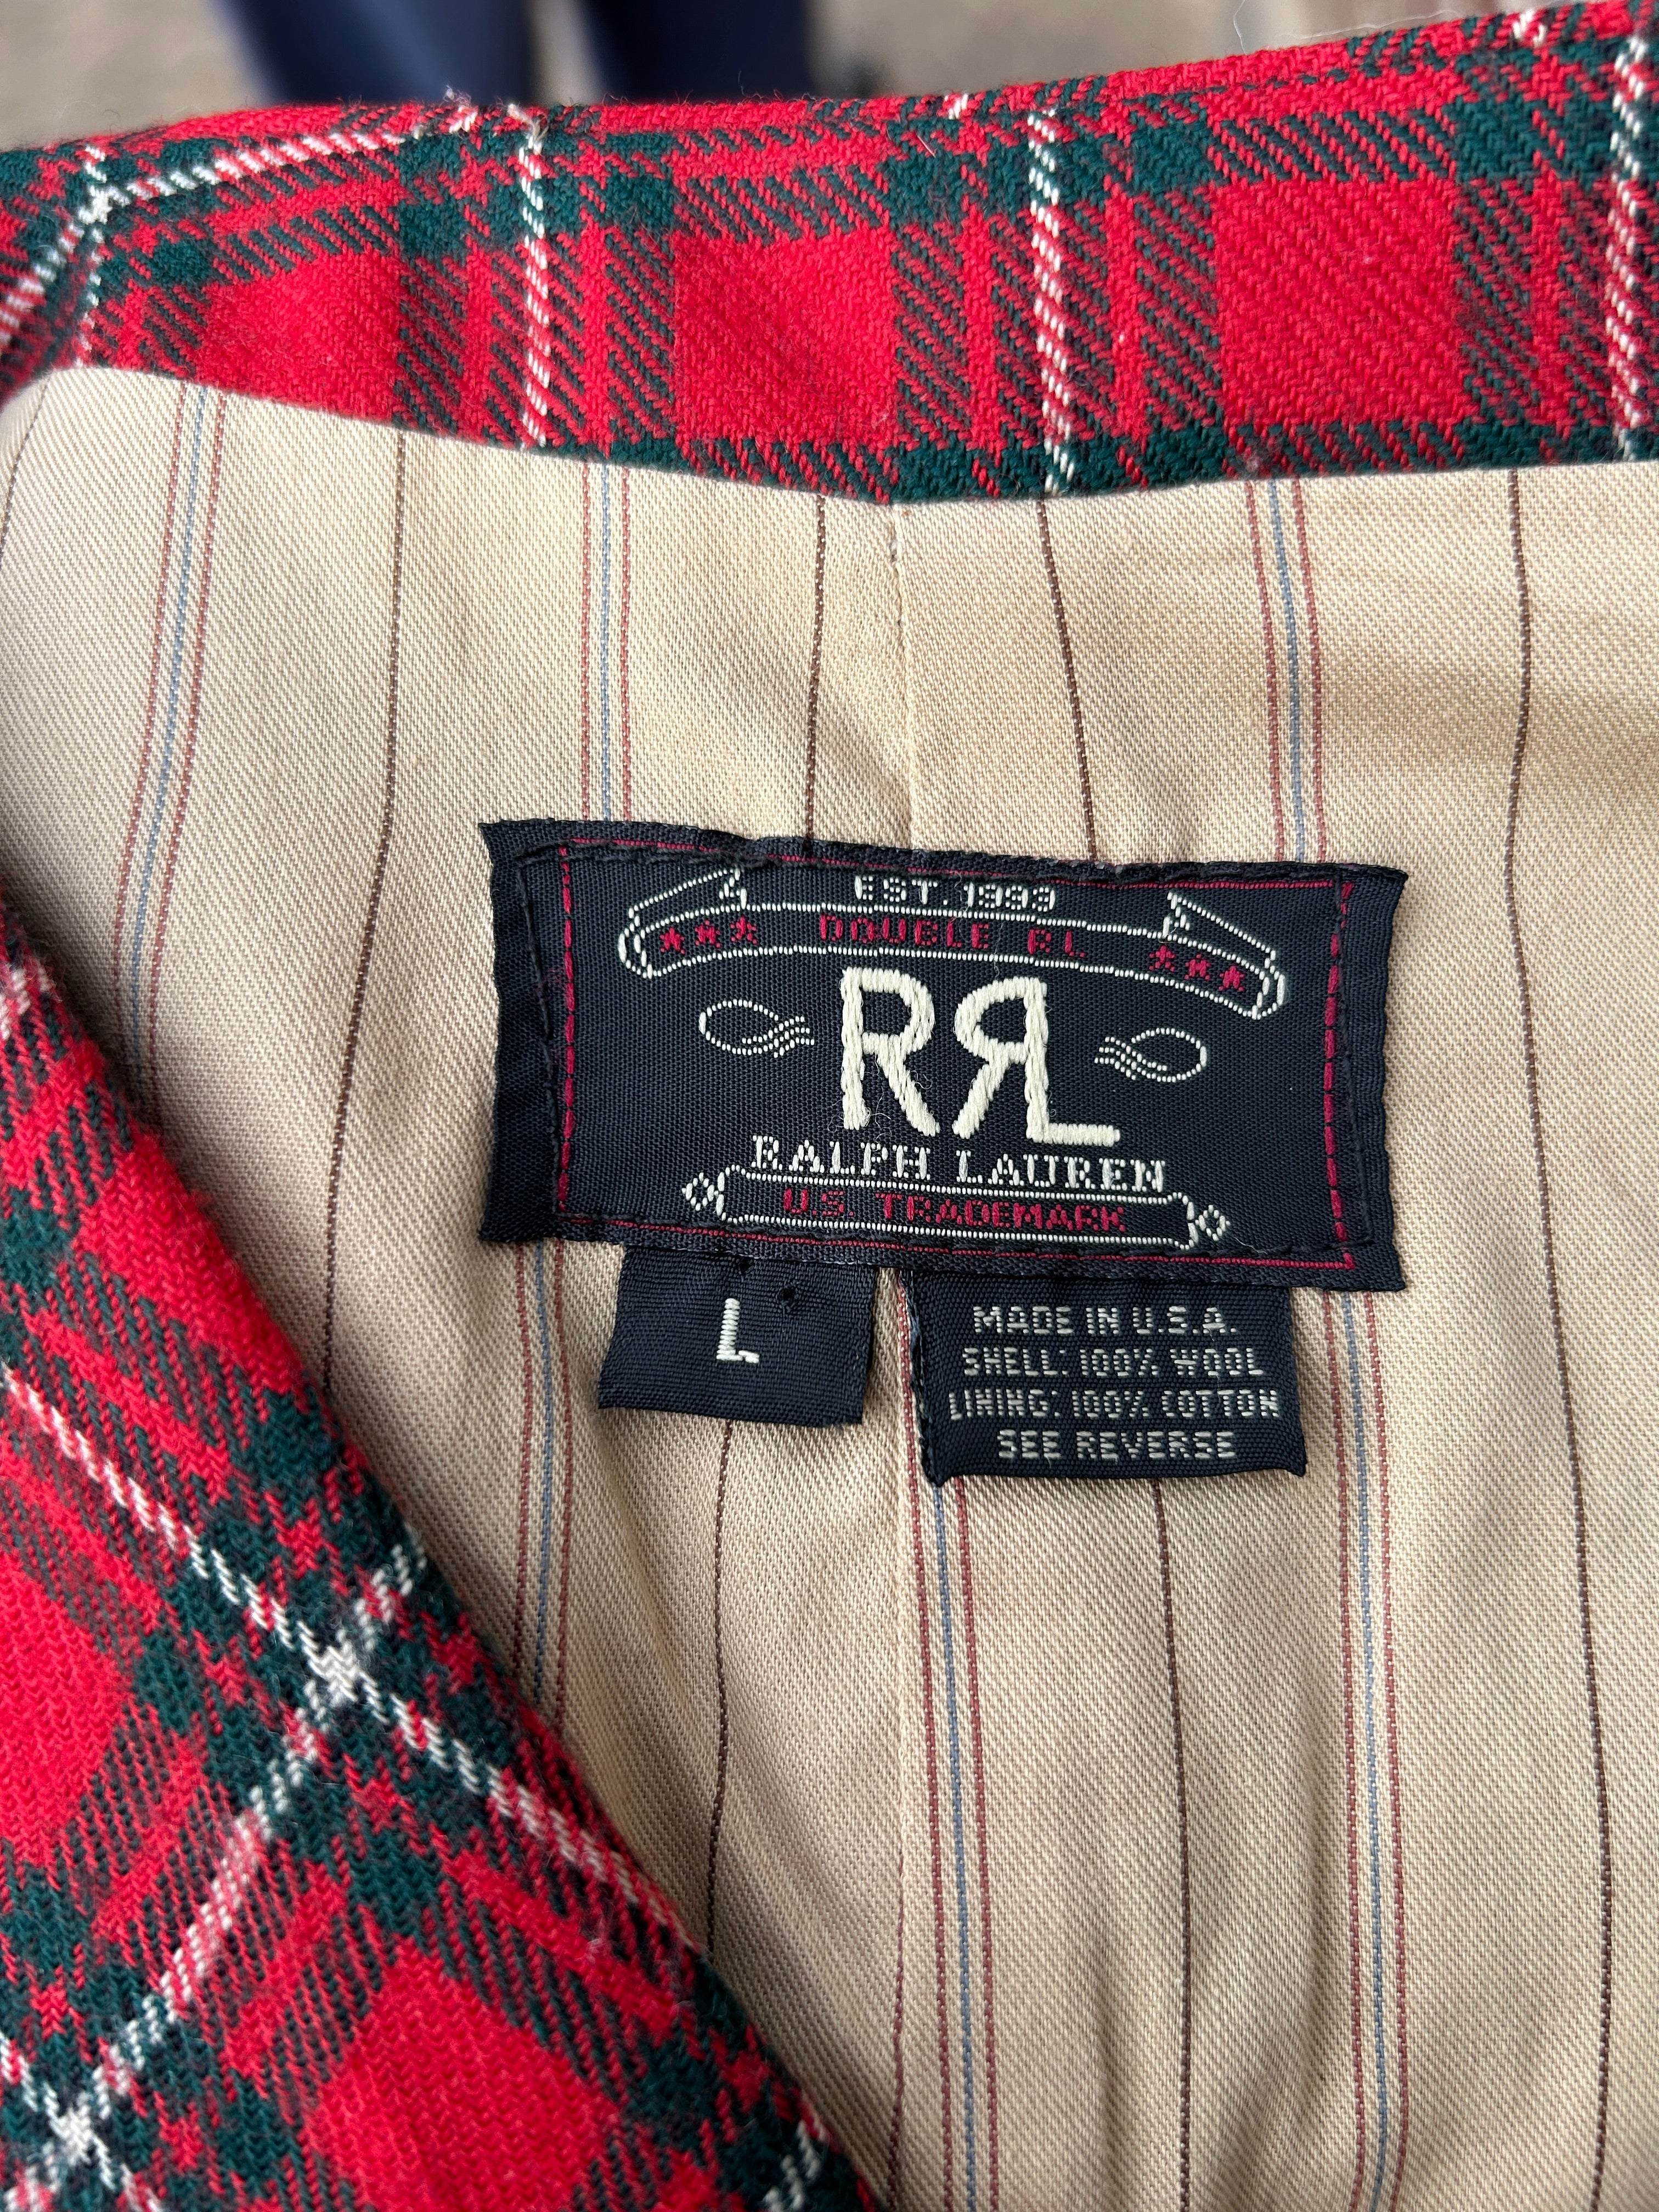 EST. 1993
★★★ DOUBLE RL ★★★
RRL
RALPH LAUREN
U.S. TRADEMARK
L
MADE IN U.S.A.
SHELL: 100% WOOL
LINING: 100% COTTON
SEE REVERSE